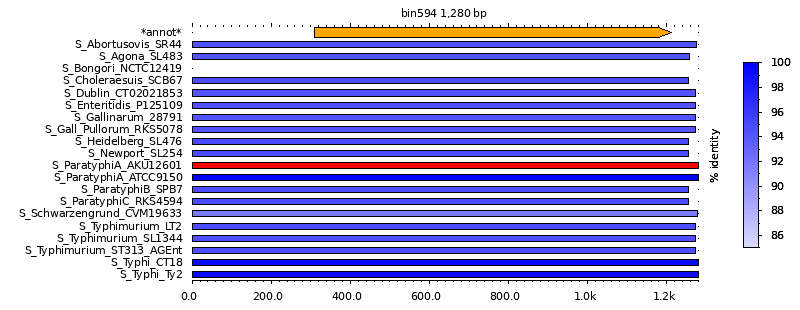 bin594 1,280 bp
*annot*
S_Abortusovis_SR44
S_Agona_SL483
S_Bongori_NCTC12419
S_Choleraesuis_SCB67
S_Dublin_CT02021853
S_Enteritidis_P125109
S_Gallinarum_28791
S_Gall_Pullorum_RKS5078
S_Heidelberg_SL476
S_Newport_SL254
S_ParatyphiA_AKU12601
S_ParatyphiA_ATCC9150
S_ParatyphiB_SPB7
S_ParatyphiC_RKS4594
S_Schwarzengrund_CVM19633
S_Typhimurium_LT2
S_Typhimurium_SL1344
S_Typhimurium_ST313_AGEnt
S_Typhi_CT18
S_Typhi_Ty2
0.0 200.0 400.0 600.0 800.0 1.0k 1.2k
% identity
100
98
96
94
92
90
88
86